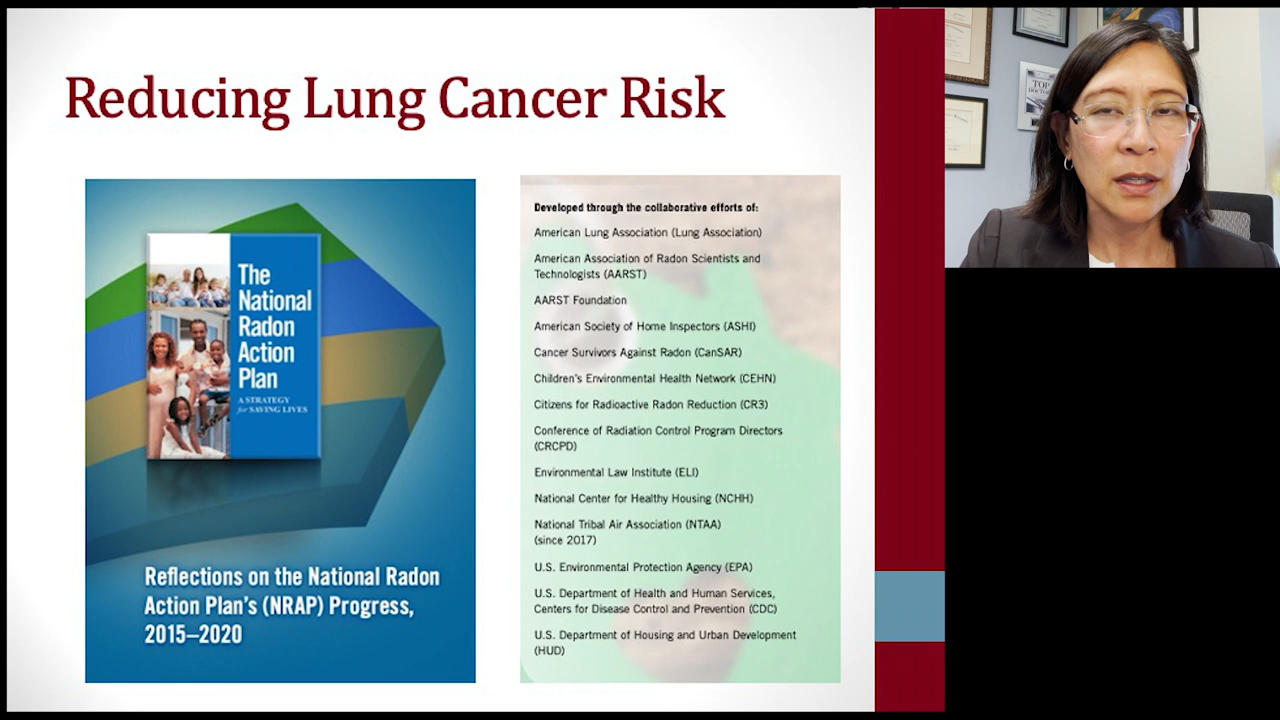 Reducing Lung Cancer Risk
The
National
Radon
Action
Plan
A STRATEGY
for SAVING LIVES
Reflections on the National Radon
Action Plan's (NRAP) Progress,
2015–2020
Developed through the collaborative efforts of:
American Lung Association (Lung Association)
American Association of Radon Scientists and
Technologists (AARST)
AARST Foundation
American Society of Home Inspectors (ASHI)
Cancer Survivors Against Radon (CanSAR)
Children's Environmental Health Network (CEHN)
Citizens for Radioactive Radon Reduction (CR3)
Conference of Radiation Control Program Directors
(CRCPD)
Environmental Law Institute (ELI)
National Center for Healthy Housing (NCHH)
National Tribal Air Association (NTAA)
(since 2017)
U.S. Environmental Protection Agency (EPA)
U.S. Department of Health and Human Services,
Centers for Disease Control and Prevention (CDC)
U.S. Department of Housing and Urban Development
(HUD)
TOP